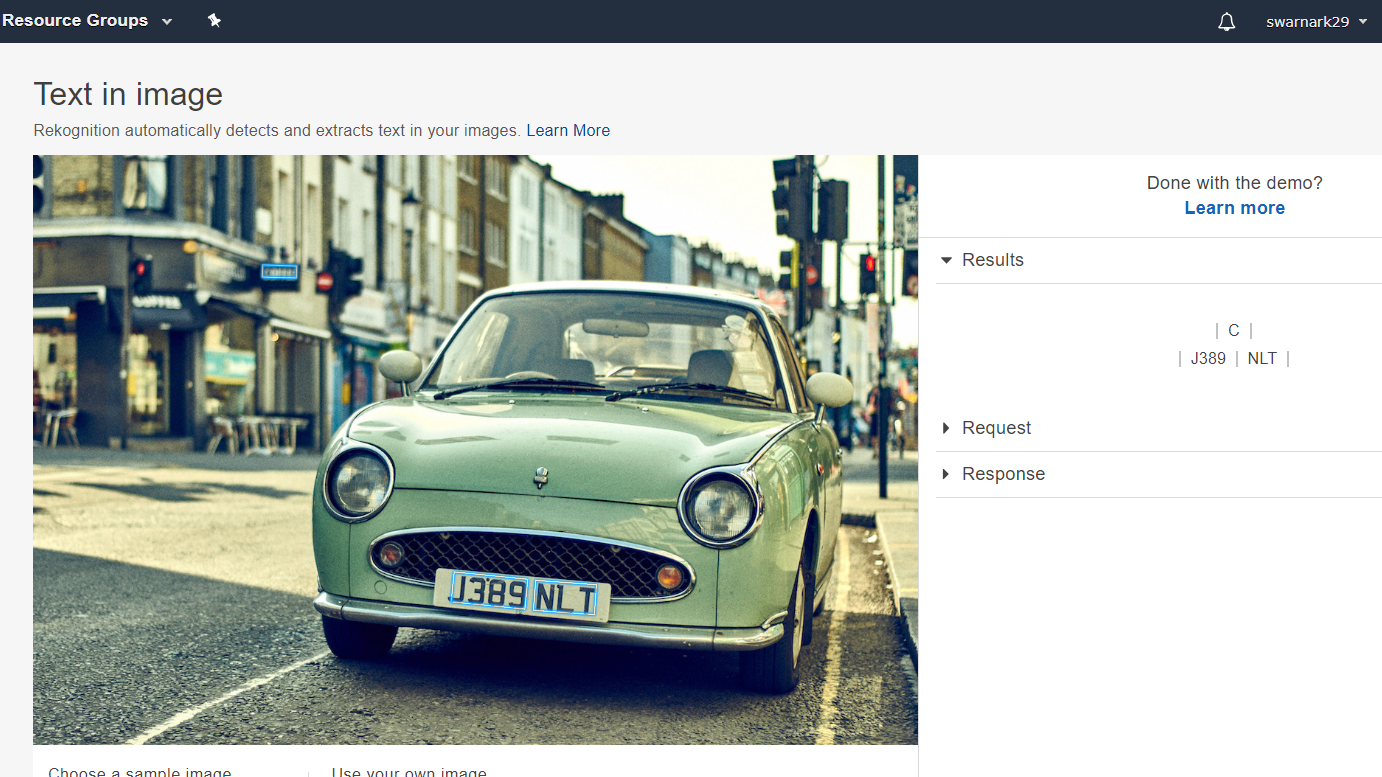 Resource Groups
swarnark29
Text in image
Rekognition automatically detects and extracts text in your images. Learn More
COFFEE
J389 NLT
Done with the demo?
Learn more
Results
| C |
| J389 | NLT |
Request
Response
Choose a sample image
Use your own image